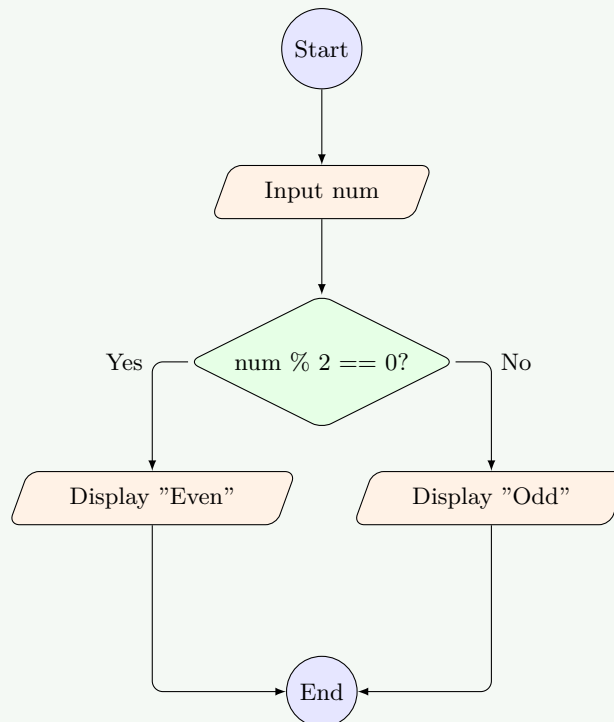 Start
Input num
Yes
num % 2 == 0?
No
Display "Even"
Display "Odd"
End